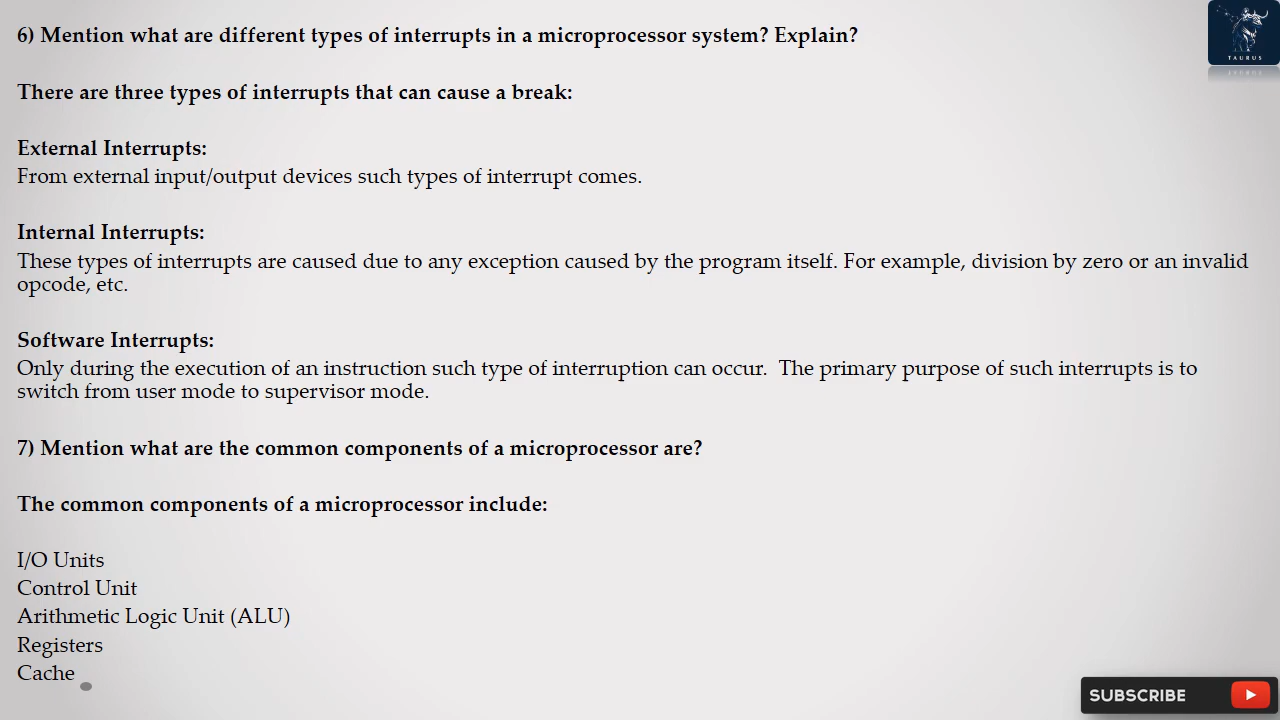 6) Mention what are different types of interrupts in a microprocessor system? Explain?
TAURUS
There are three types of interrupts that can cause a break:
External Interrupts:
From external input/output devices such types of interrupt comes.
Internal Interrupts:
These types of interrupts are caused due to any exception caused by the program itself. For example, division by zero or an invalid
opcode, etc.
Software Interrupts:
Only during the execution of an instruction such type of interruption can occur.  The primary purpose of such interrupts is to
switch from user mode to supervisor mode.
7) Mention what are the common components of a microprocessor are?
The common components of a microprocessor include:
I/O Units
Control Unit
Arithmetic Logic Unit (ALU)
Registers
Cache
SUBSCRIBE